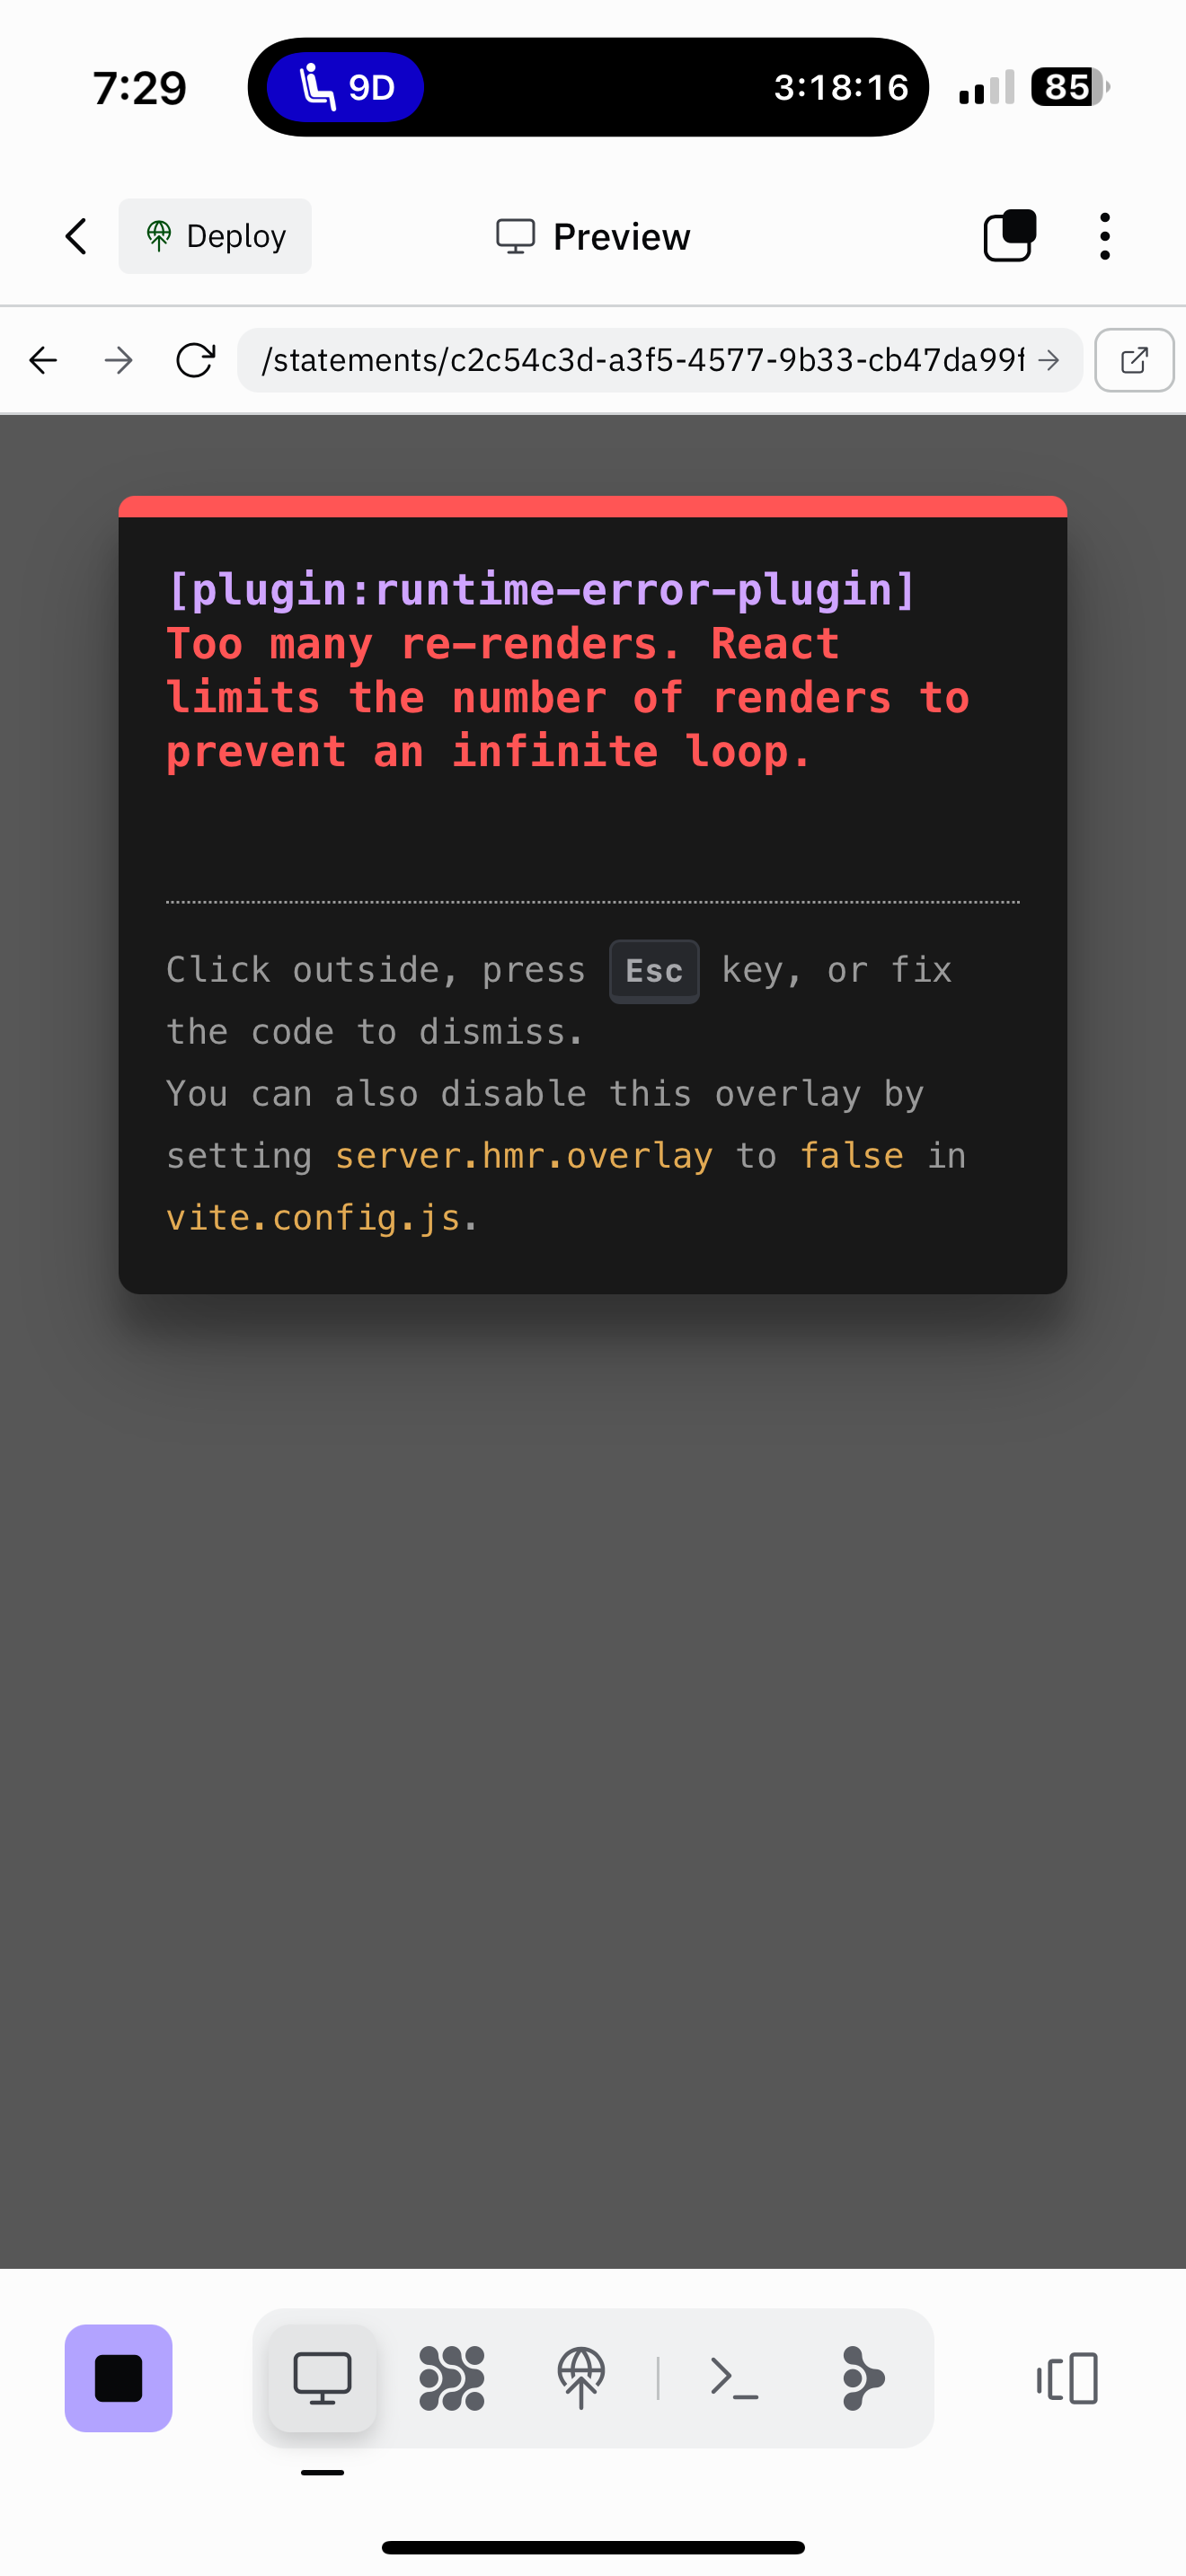 7:29
9D
3:18:16
85
Deploy
Preview
/statements/c2c54c3d-a3f5-4577-9b33-cb47da99f
[plugin:runtime-error-plugin]
Too many re-renders. React
limits the number of renders to
prevent an infinite loop.
Click outside, press Esc key, or fix
the code to dismiss.
You can also disable this overlay by
setting server.hmr.overlay to false in
vite.config.js.